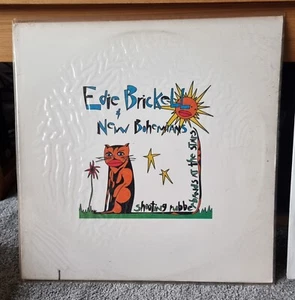 Edie Brickell
&
New Bohemians
shooting rubberbands at the stars